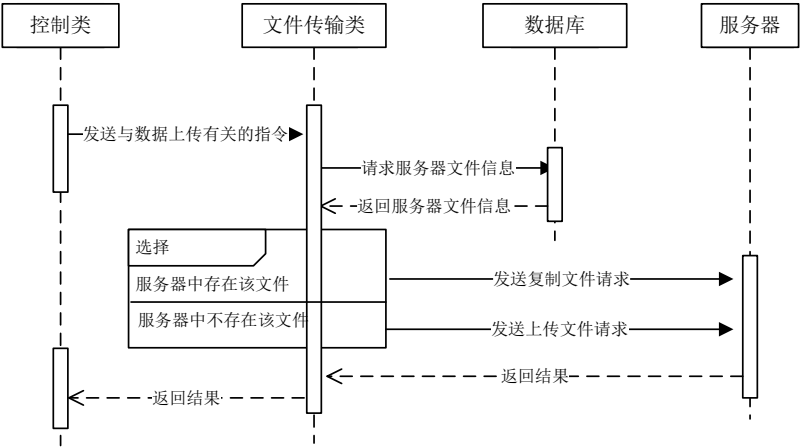 控制类
文件传输类
数据库
服务器
发送与数据上传有关的指令
请求服务器文件信息
返回服务器文件信息
选择
服务器中存在该文件
发送复制文件请求
服务器中不存在该文件
发送上传文件请求
返回结果
返回结果